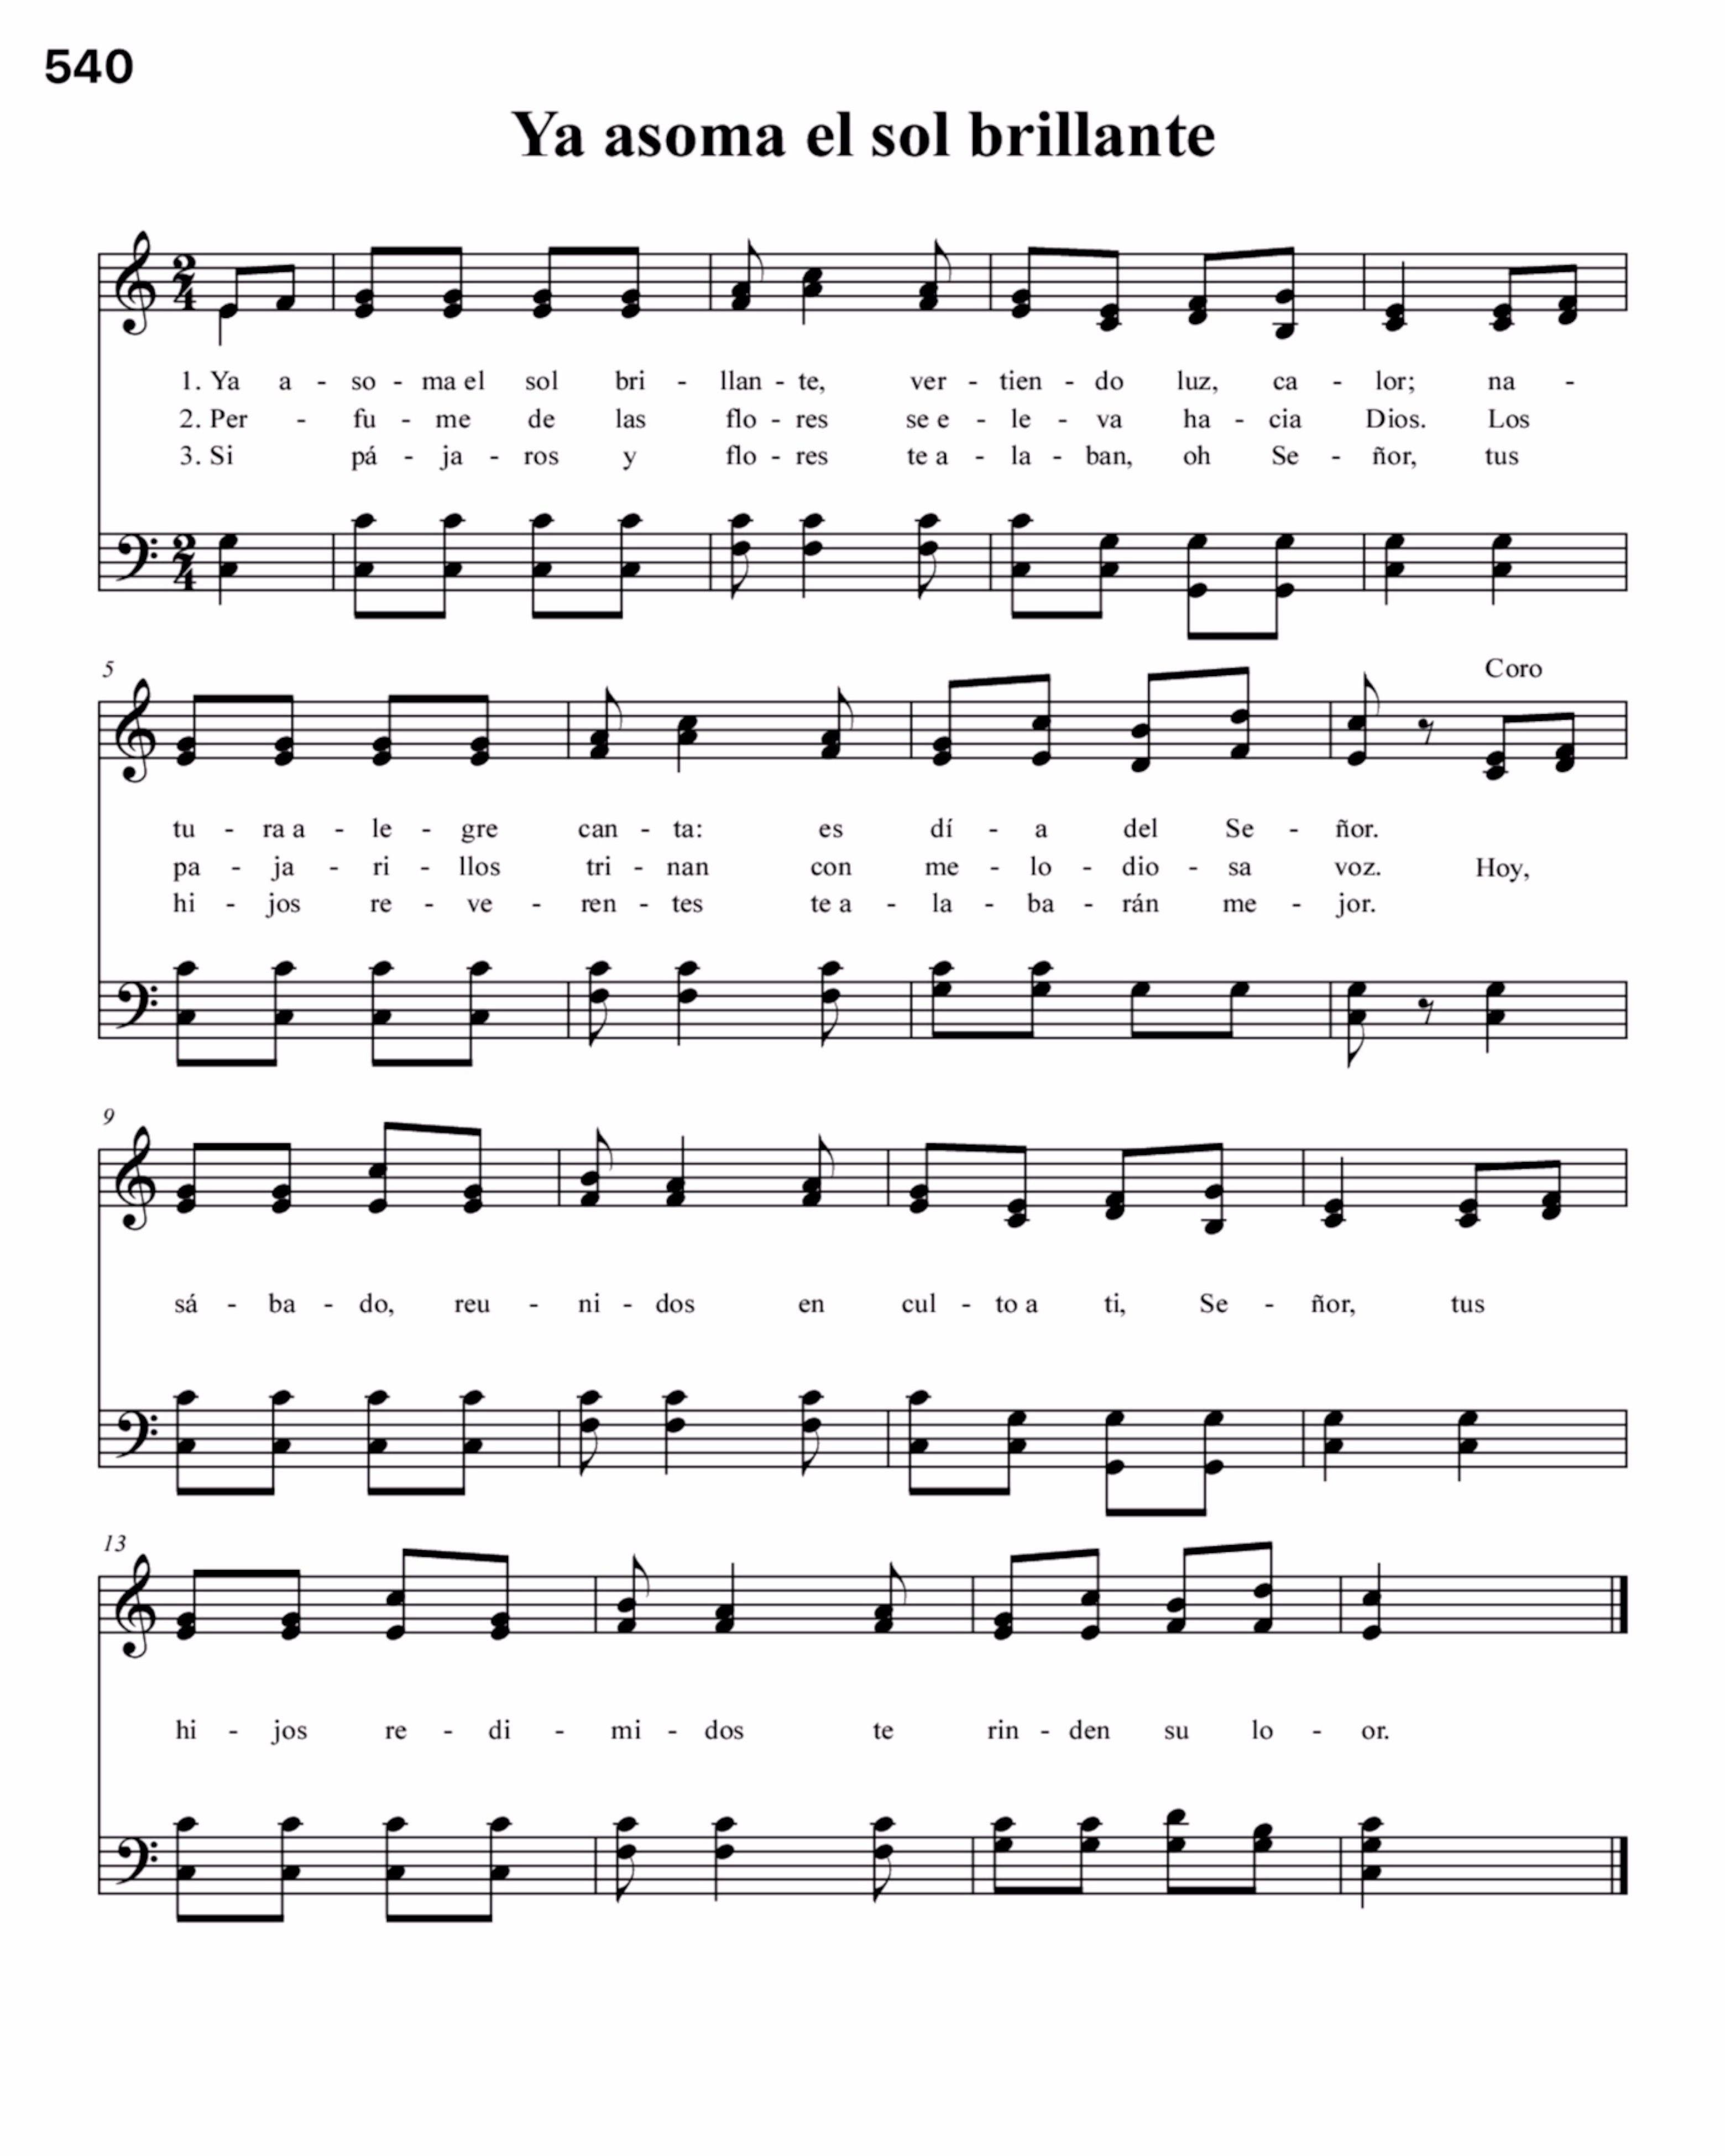 540
Ya asoma el sol brillante
1. Ya a - so - ma el sol bri - llan - te, ver - tien - do luz, ca - lor; na -
2. Per - fu - me de las flo - res se e - le - va ha - cia Dios. Los
3. Si pá - ja - ros y flo - res te a - la - ban, oh Se - ñor, tus
5
Coro
tu - ra a - le - gre can - ta: es dí - a del Se - ñor.
pa - ja - ri - llos tri - nan con me - lo - dio - sa voz. Hoy,
hi - jos re - ve - ren - tes te a - la - ba - rán me - jor.
9
sá - ba - do, reu - ni - dos en cul - to a ti, Se - ñor, tus
13
hi - jos re - di - mi - dos te rin - den su lo - or.